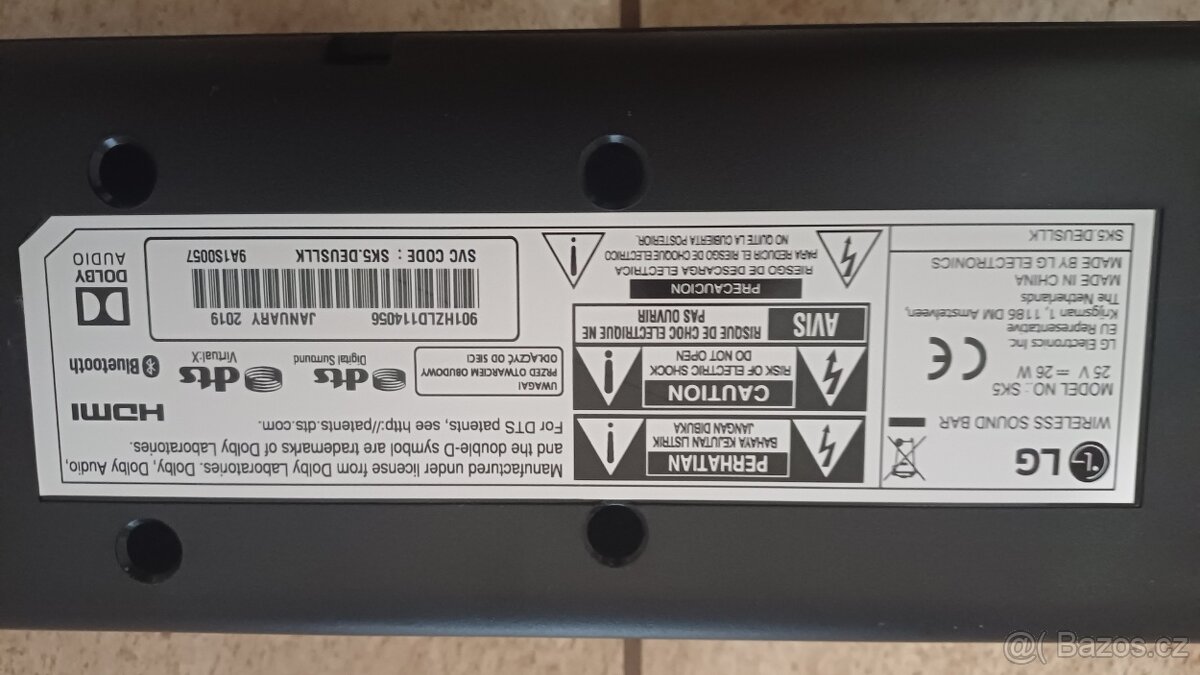 LG
WIRELESS SOUND BAR
MODEL NO.: SK5
25 V ⎓ 26 W
LG Electronics Inc.
EU Representative
Krijgsman 1, 1186 DM Amstelveen,
The Netherlands
MADE IN CHINA
MADE BY LG ELECTRONICS
SK5.DEUSLLK
CE
PERHATIAN
BAHAYA KEJUTAN LISTRIK
JANGAN DIBUKA
CAUTION
RISK OF ELECTRIC SHOCK
DO NOT OPEN
AVIS
RISQUE DE CHOC ELECTRIQUE NE
PAS OUVRIR
PRECAUCION
RIESGO DE DESCARGA ELECTRICA
PARA REDUCIR EL RIESGO DE CHOQUE ELECTRICO
NO QUITE LA CUBIERTA POSTERIOR.
Manufactured under license from Dolby Laboratories. Dolby, Dolby Audio,
and the double-D symbol are trademarks of Dolby Laboratories.
For DTS patents, see http://patents.dts.com.
HDMI
UWAGA!
PRZED OTWARCIEM OBUDOWY
ODŁĄCZYĆ OD SIECI
dts
Digital Surround
dts
Virtual:X
Bluetooth
901HZLD114056 JANUARY 2019
SVC CODE : SK5.DEUSLLK 9A1S0057
DOLBY
AUDIO
@( Bazos.cz